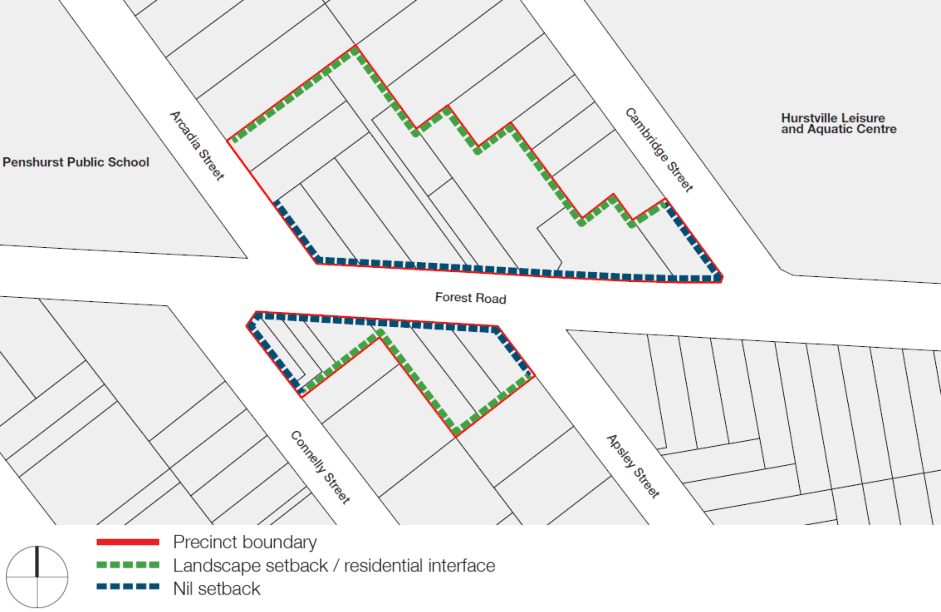 Hurstville Leisure
and Aquatic Centre
Cambridge Street
Arcadia Street
Penshurst Public School
Forest Road
Connelly Street
Apsley Street
Precinct boundary
Landscape setback / residential interface
Nil setback